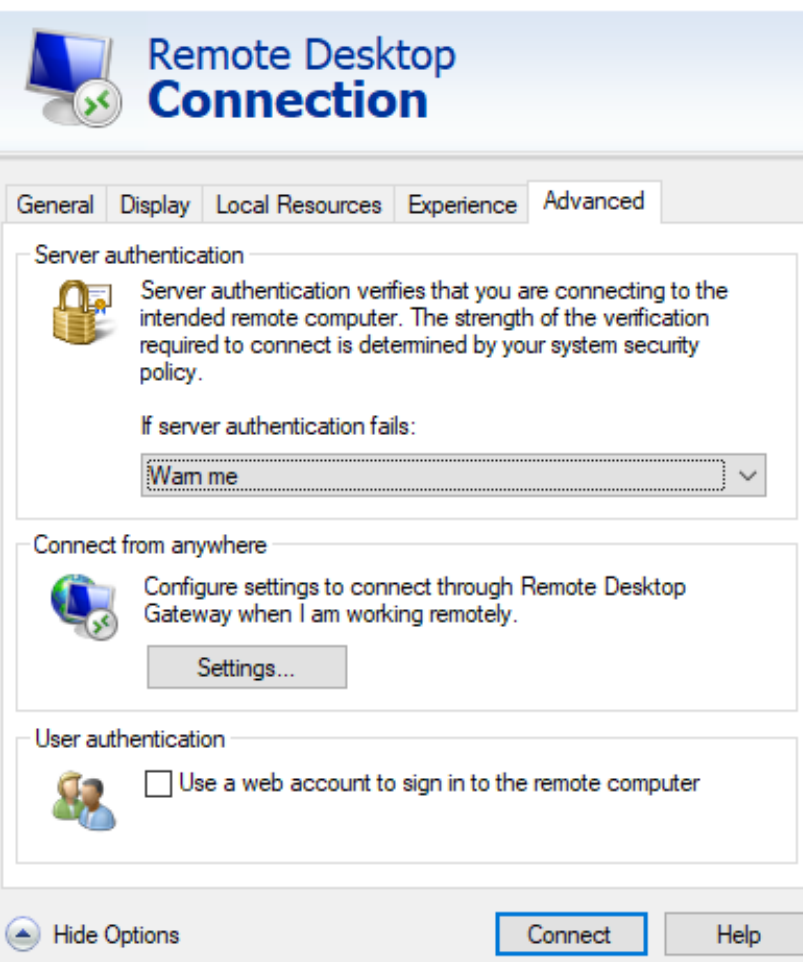 Remote Desktop
Connection
General Display Local Resources Experience Advanced
Server authentication
Server authentication verifies that you are connecting to the
intended remote computer. The strength of the verification
required to connect is determined by your system security
policy.
If server authentication fails:
Warn me
Connect from anywhere
Configure settings to connect through Remote Desktop
Gateway when I am working remotely.
Settings...
User authentication
Use a web account to sign in to the remote computer
Hide Options Connect Help